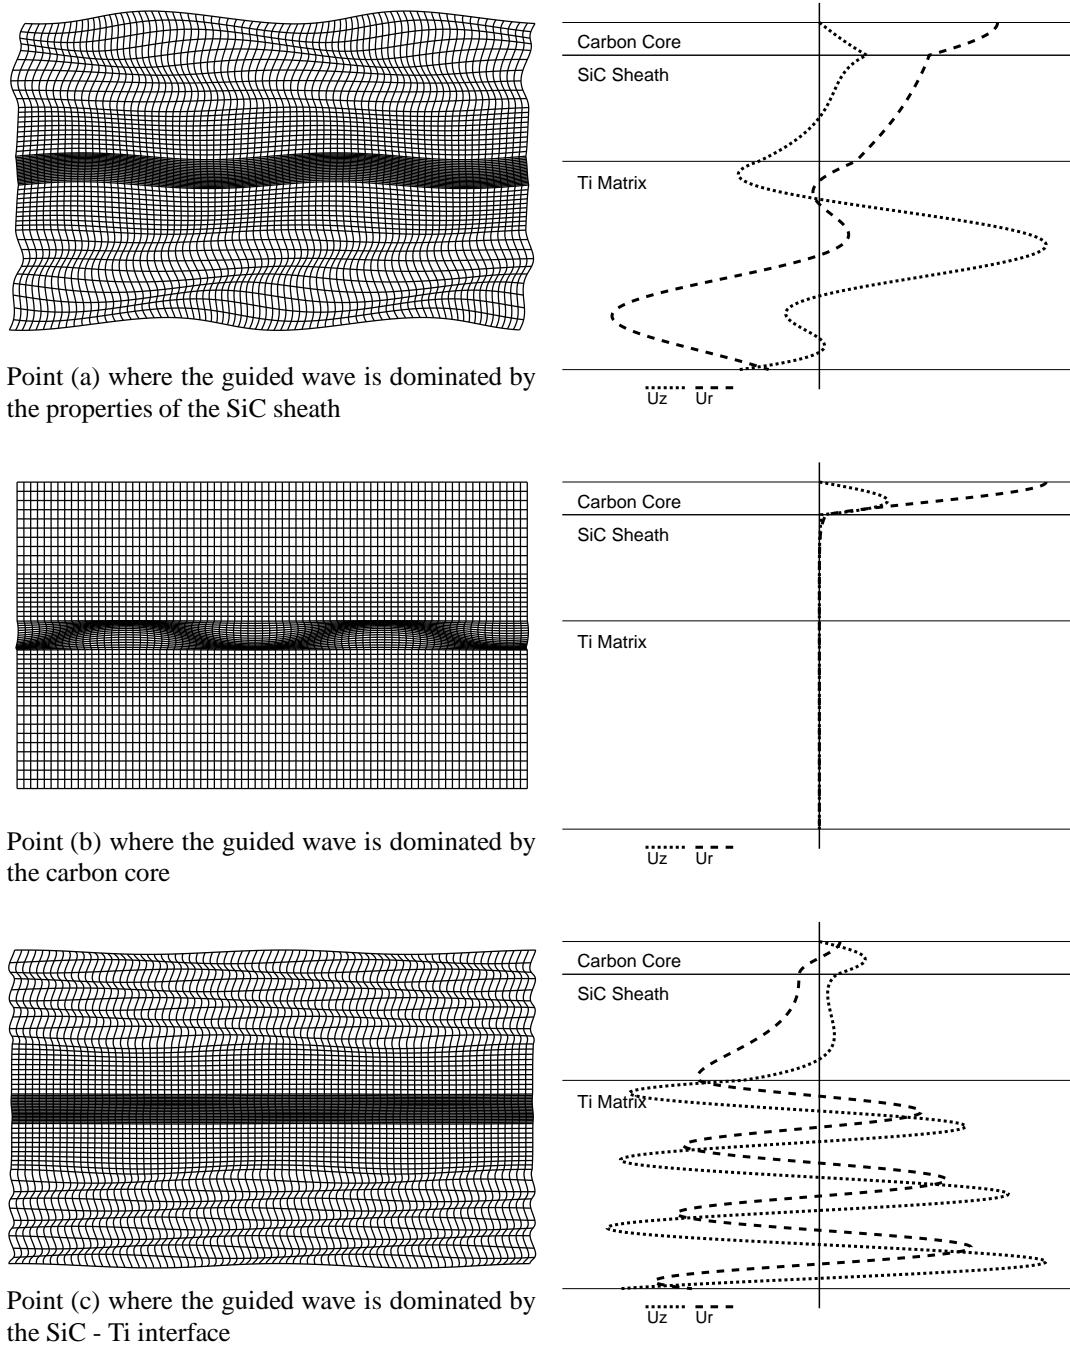 Carbon Core
SiC Sheath
Ti Matrix
Uz Ur
Point (a) where the guided wave is dominated by
the properties of the SiC sheath
Carbon Core
SiC Sheath
Ti Matrix
Uz Ur
Point (b) where the guided wave is dominated by
the carbon core
Carbon Core
SiC Sheath
Ti Matrix
Uz Ur
Point (c) where the guided wave is dominated by
the SiC - Ti interface